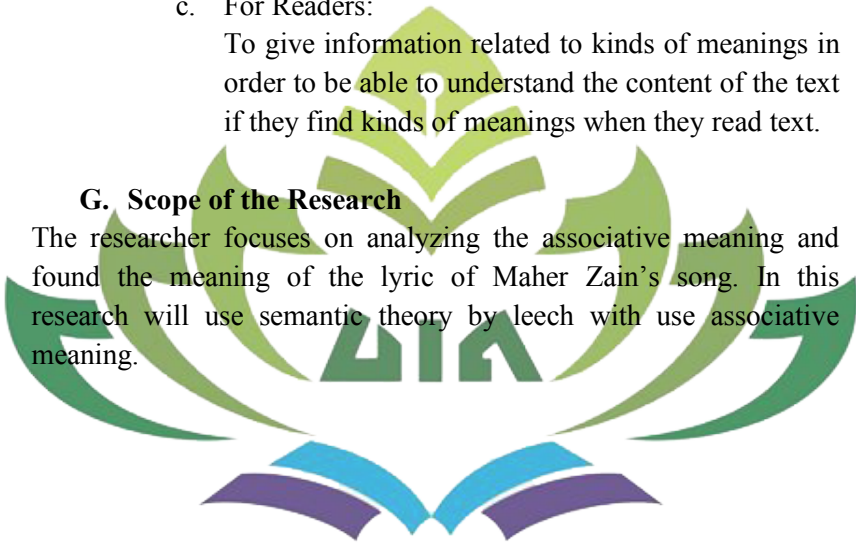 c. For Readers:
To give information related to kinds of meanings in
order to be able to understand the content of the text
if they find kinds of meanings when they read text.
G. Scope of the Research
The researcher focuses on analyzing the associative meaning and
found the meaning of the lyric of Maher Zain's song. In this
research will use semantic theory by leech with use associative
meaning.